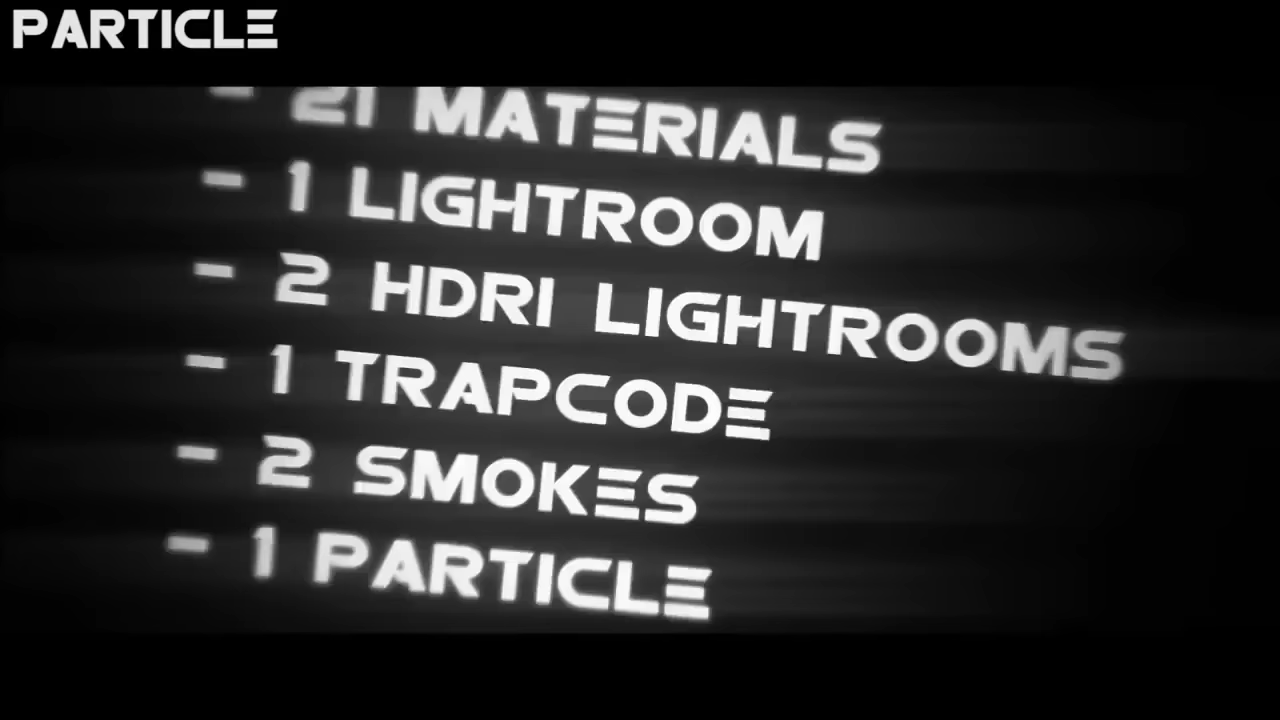 PARTICLE
- 21 MATERIALS
- 1 LIGHTROOM
- 2 HDRI LIGHTROOMS
- 1 TRAPCODE
- 2 SMOKES
- 1 PARTICLE